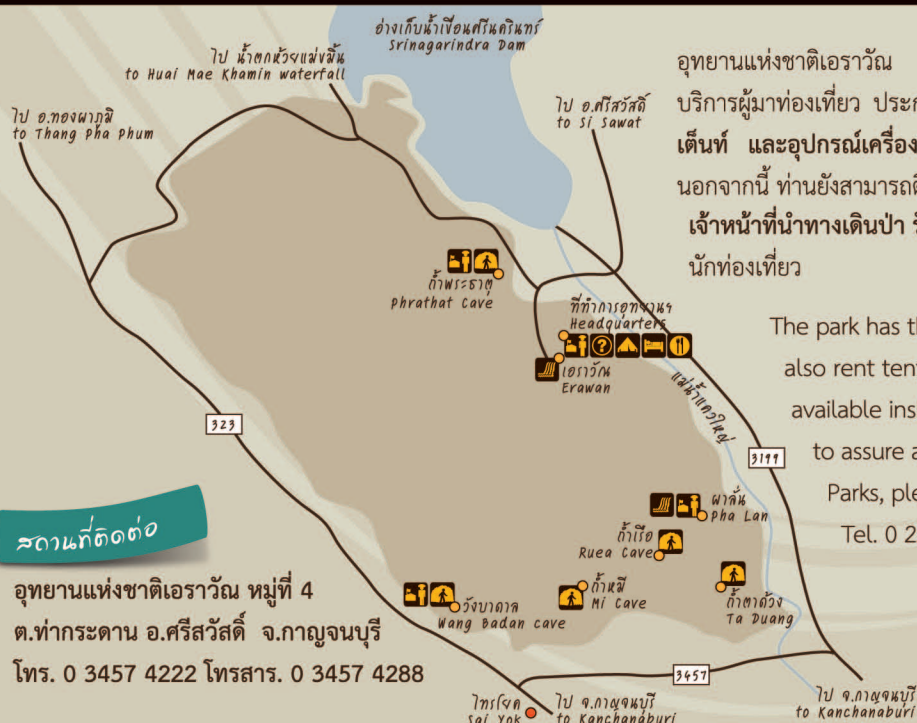 อ่างเก็บน้ำเขื่อนศรีนครินทร์
Srinagarindra Dam
ไป น้ำตกห้วยแม่ขมิ้น
to Huai Mae Khamin waterfall
ไป อ.ทองผาภูมิ
to Thang Pha Phum
ไป อ.ศรีสวัสดิ์
to Si Sawat
อุทยานแห่งชาติเอราวัณ
บริการผู้มาท่องเที่ยว
เต็นท์ และอุปกรณ์เครื่อง
นอกจากนี้ ท่านยังสามารถ
เจ้าหน้าที่นำทางเดินป่า
นักท่องเที่ยว
ถ้ำพระธาตุ
Phrathat Cave
ที่ทำการอุทยานฯ
Headquarters
เอราวัณ
Erawan
The park has
also rent
available
to assure
Parks,
Tel. 0 2
แม่น้ำแควใหญ่
323
3199
ผาลั่น
Pha Lan
ถ้ำเรือ
Ruea Cave
ถ้ำหมี
Mi Cave
ถ้ำตาด้วง
Ta Duang
วังบาดาล
Wang Badan cave
สถานที่ติดต่อ
อุทยานแห่งชาติเอราวัณ หมู่ที่ 4
ต.ท่ากระดาน อ.ศรีสวัสดิ์ จ.กาญจนบุรี
โทร. 0 3457 4222 โทรสาร. 0 3457 4288
3457
ไทรโยค
Sai Yok
ไป จ.กาญจนบุรี
to Kanchanaburi
ไป จ.กาญจนบุรี
to Kanchanaburi